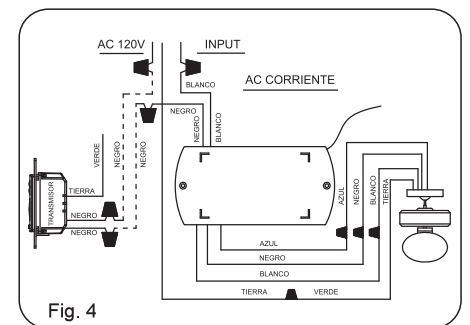 AC 120V INPUT
BLANCO
AC CORRIENTE
NEGRO
NEGRO
BLANCO
VERDE
NEGRO
NEGRO
TRANSMISOR
TIERRA
NEGRO
NEGRO
AZUL
NEGRO
BLANCO
TIERRA
AZUL
NEGRO
BLANCO
TIERRA VERDE
Fig. 4